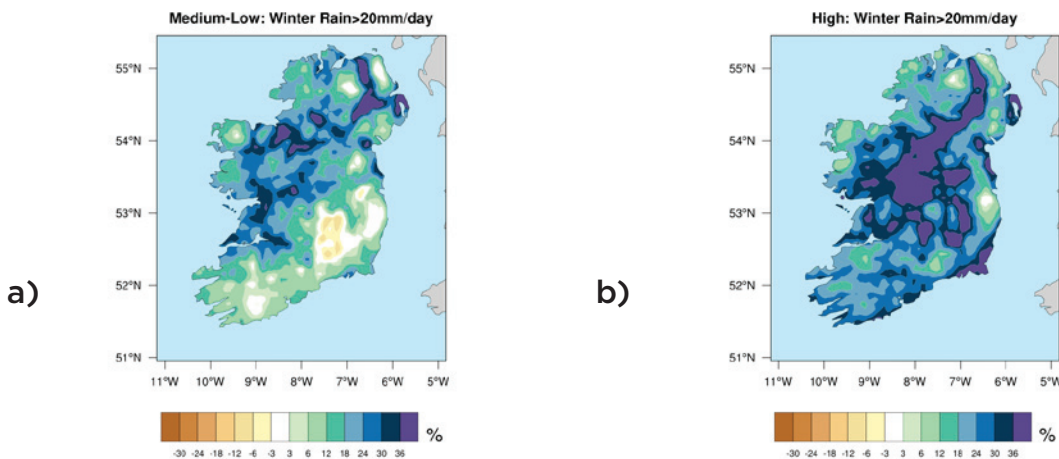 Medium-Low: Winter Rain>20mm/day
55°N
54°N
53°N
52°N
51°N
11°W 10°W 9°W 8°W 7°W 6°W 5°W
-30 -24 -18 -12 -6 -3 3 6 12 18 24 30 36
%
a)
High: Winter Rain>20mm/day
55°N
54°N
53°N
52°N
51°N
11°W 10°W 9°W 8°W 7°W 6°W 5°W
-30 -24 -18 -12 -6 -3 3 6 12 18 24 30 36
%
b)